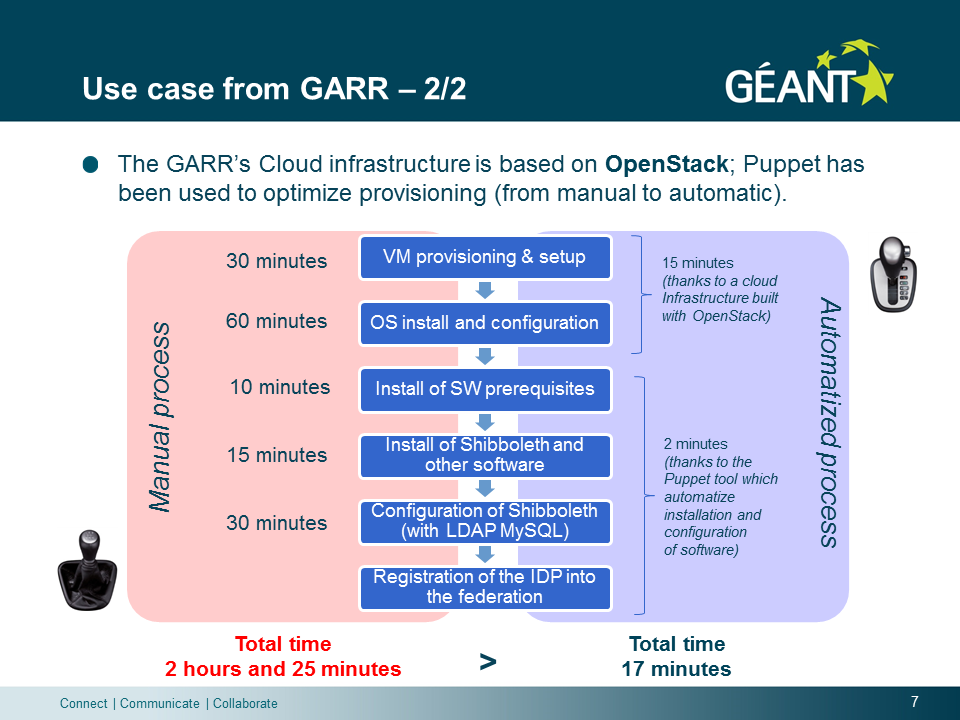 Use case from GARR – 2/2
GÉANT
The GARR's Cloud infrastructure is based on OpenStack; Puppet has
been used to optimize provisioning (from manual to automatic).
Manual process
30 minutes
60 minutes
10 minutes
15 minutes
30 minutes
VM provisioning & setup
OS install and configuration
Install of SW prerequisites
Install of Shibboleth and
other software
Configuration of Shibboleth
(with LDAP MySQL)
Registration of the IDP into
the federation
15 minutes
(thanks to a cloud
Infrastructure built
with OpenStack)
2 minutes
(thanks to the
Puppet tool which
automatize
installation and
configuration
of software)
Automatized process
Total time
2 hours and 25 minutes
>
Total time
17 minutes
Connect | Communicate | Collaborate
7